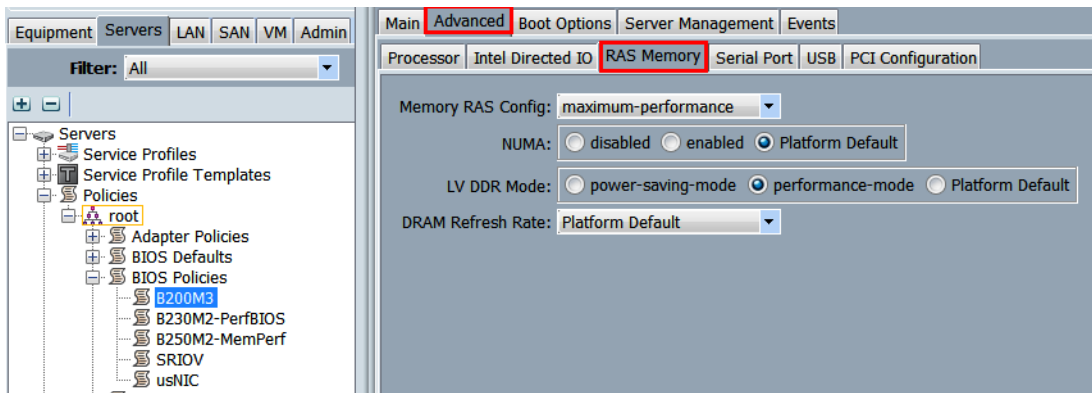 Equipment Servers LAN SAN VM Admin
Filter: All
Servers
Service Profiles
Service Profile Templates
Policies
root
Adapter Policies
BIOS Defaults
BIOS Policies
B200M3
B230M2-PerfBIOS
B250M2-MemPerf
SRIOV
usNIC
Main Advanced Boot Options Server Management Events
Processor Intel Directed IO RAS Memory Serial Port USB PCI Configuration
Memory RAS Config: maximum-performance
NUMA: disabled enabled Platform Default
LV DDR Mode: power-saving-mode performance-mode Platform Default
DRAM Refresh Rate: Platform Default